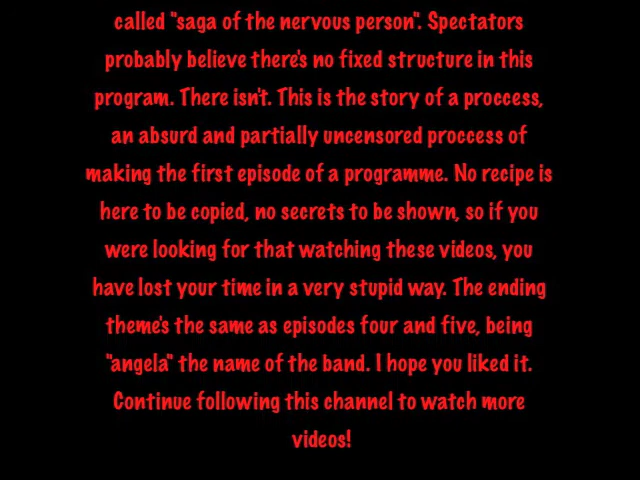 called "saga of the nervous person". Spectators
probably believe there's no fixed structure in this
program. There isn't. This is the story of a proccess,
an absurd and partially uncensored proccess of
making the first episode of a programme. No recipe is
here to be copied, no secrets to be shown, so if you
were looking for that watching these videos, you
have lost your time in a very stupid way. The ending
theme's the same as episodes four and five, being
"angela" the name of the band. I hope you liked it.
Continue following this channel to watch more
videos!